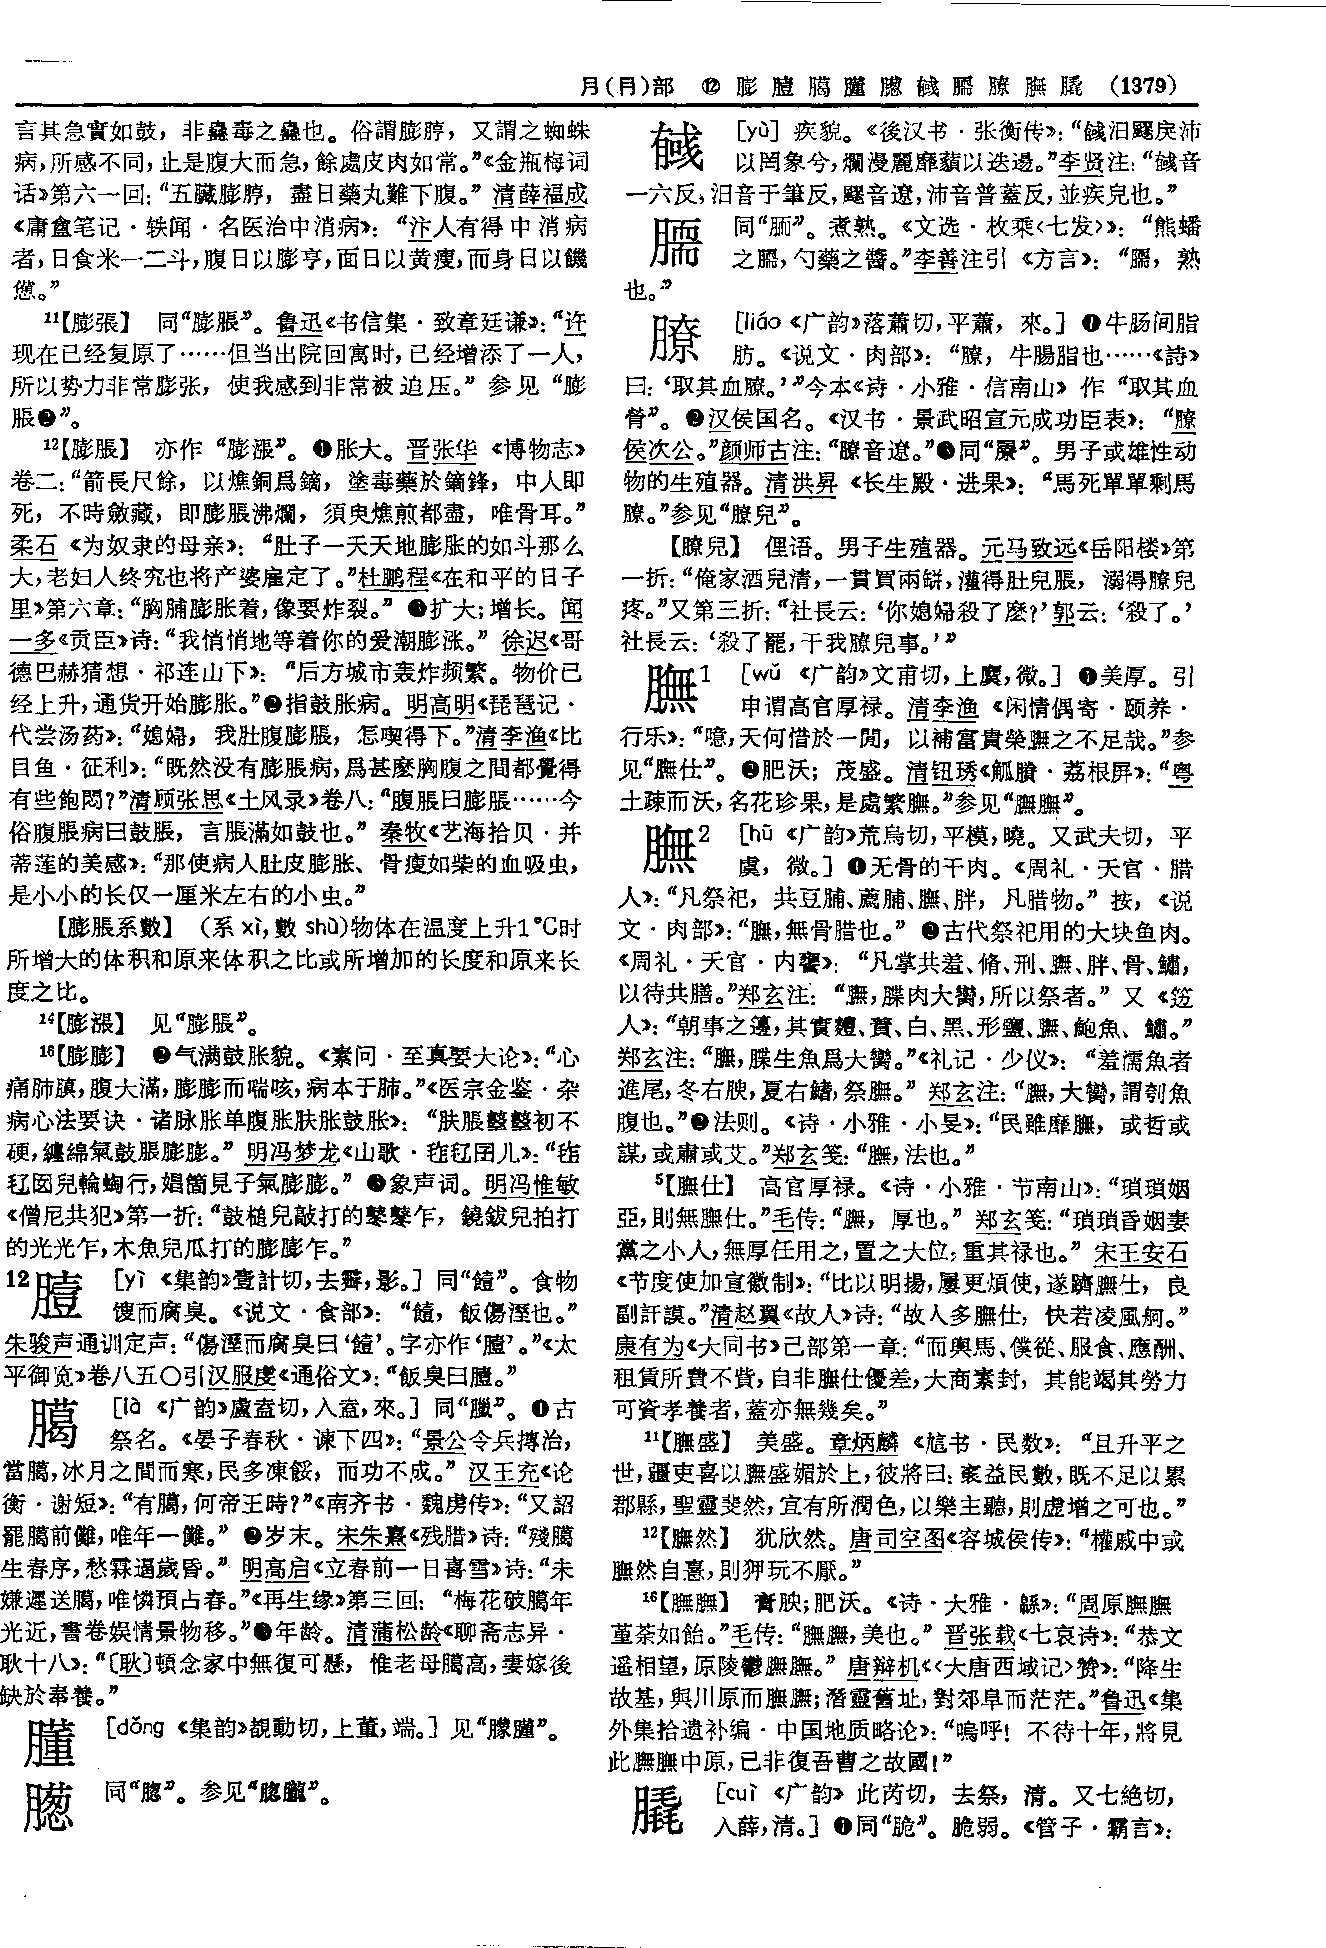 月(月)部 ⑫ 膨 膯 臈 (1379)
言其急實如鼓，非蟲毒之蠱也。俗謂膨脝，又謂之蜘蛛
病，所感不同，止是腹大而急，餘處皮肉如常。”《金瓶梅词
话》第六一回：“五臟膨脝，盡日藥丸難下腹。”清薛福成
《庸盦笔记·轶闻·名医治中消病》：“汴人有得中消病
者，日食米一二斗，腹日以膨亨，面日以黄瘦，而身日以饑
憊。”
11【膨張】 同“膨脹”。鲁迅《书信集·致章廷谦》：“许
现在已经复原了……但当出院回寓时，已经增添了一人，
所以势力非常膨张，使我感到非常被追压。”参见“膨
脹❷”。
12【膨脹】 亦作“膨漲”。❶胀大。晋张华《博物志》
卷二：“箭長尺餘，以燋銅爲鏑，塗毒藥於鏑鋒，中人即
死，不時斂藏，即膨脹沸爛，須臾燋煎都盡，唯骨耳。”
柔石《为奴隶的母亲》：“肚子一天天地膨胀的如斗那么
大，老妇人终究也将产婆雇定了。”杜鹏程《在和平的日子
里》第六章：“胸脯膨胀着，像要炸裂。”❷扩大；增长。闻
一多《贡臣》诗：“我悄悄地等着你的爱潮膨涨。”徐迟《哥
德巴赫猜想·祁连山下》：“后方城市轰炸频繁。物价已
经上升，通货开始膨胀。”❸指鼓胀病。明高明《琵琶记·
代尝汤药》：“媳婦，我肚腹膨脹，怎喫得下。”清李渔《比
目鱼·征利》：“既然没有膨脹病，爲甚麽胸腹之間都覺得
有些飽悶？”清顾张思《土风录》卷八：“腹脹曰膨脹……今
俗腹脹病曰鼓脹，言脹滿如鼓也。”秦牧《艺海拾贝·并
蒂莲的美感》：“那使病人肚皮膨胀、骨瘦如柴的血吸虫，
是小小的长仅一厘米左右的小虫。”
【膨脹系數】 (系 xì，數 shù)物体在温度上升1℃时
所增大的体积和原来体积之比或所增加的长度和原来长
度之比。
14【膨漲】 见“膨脹”。
16【膨膨】 ❶气满鼓胀貌。《素问·至真要大论》：“心
痛肺䐜，腹大滿，膨膨而喘咳，病本于肺。”《医宗金鉴·杂
病心法要诀·诸脉胀单腹胀肤胀鼓胀》：“肤脹䃘䃘初不
硬，纏綿氣鼓脹膨膨。”明冯梦龙《山歌·
兒輪蜪行，娼箇見子氣膨膨。”❷象声词。明冯惟敏
《僧尼共犯》第一折：“鼓槌兒敲打的鼕鼕乍，鐃鈸兒拍打
的光光乍，木魚兒瓜打的膨膨乍。”
12 [yì 《集韵》壹計切，去霽，影。] 同“饐”。食物
馊而腐臭。《说文·食部》：“饐，飯傷溼也。”
朱骏声通训定声：“傷溼而腐臭曰‘饐’。字亦作‘㙪’。”《太
平御览》卷八五〇引汉服虔《通俗文》：“飯臭曰。”
臈 [là 《广韵》盧盍切，入盍，來。] 同“臘”。❶古
祭名。《晏子春秋·谏下四》：“景公令兵摶治，
當臈，冰月之間而寒，民多凍餒，而功不成。”汉王充《论
衡·谢短》：“有臈，何帝王時？”《南齐书·魏虏传》：“又詔
罷臈前儺，唯年一儺。”❷岁末。宋朱熹《残腊》诗：“殘臈
生春序，愁霖逼歲昏。”明高启《立春前一日喜雪》诗：“未
嫌遲送臈，唯憐預占春。”《再生缘》第三回：“梅花破臈年
光近，書卷娱情景物移。”❸年龄。清蒲松龄《聊斋志异·
耿十八》：“〔耿〕頓念家中無復可懸，惟老母臈高，妻嫁後
缺於奉養。”
[dǒng 《集韵》覩動切，上董，端。] 见“朦”。
同“膧”。参见“朧”。
[yù] 疾貌。《後汉书·张衡传》：“汩飂戾沛
以罔象兮，爛漫麗靡藐以迭逷。”李贤注：“音
一六反，汩音于筆反，飂音遼，沛音普蓋反，並疾皃也。”
臑 同“胹”。煮熟。《文选·枚乘〈七发〉》：“熊蹯
之臑，勺藥之醬。”李善注引《方言》：“臑，熟
也。”
膫 [liáo 《广韵》落蕭切，平蕭，來。] ❶牛肠间脂
肪。《说文·肉部》：“膫，牛腸脂也……《詩》
曰：‘取其血膫。’”今本《诗·小雅·信南山》作“取其血
膋”。❷汉侯国名。《汉书·景武昭宣元成功臣表》：“膫
侯次公。”颜师古注：“膫音遼。”❸同“屪”。男子或雄性动
物的生殖器。清洪昇《长生殿·进果》：“馬死單單剩馬
膫。”参见“膫兒”。
【膫兒】 俚语。男子生殖器。元马致远《岳阳楼》第
一折：“俺家酒兒清，一貫買兩缾，灌得肚兒脹，溺得膫兒
疼。”又第三折：“社長云：‘你媳婦殺了麽？’郭云：‘殺了。’
社長云：‘殺了罷，干我膫兒事。’”
膴1 [wǔ 《广韵》文甫切，上麌，微。] ❶美厚。引
申谓高官厚禄。清李渔《闲情偶寄·颐养·
行乐》：“噫，天何惜於一閒，以補富貴榮膴之不足哉。”参
见“膴仕”。❷肥沃；茂盛。清钮琇《觚賸·荔根屏》：“粤
土疎而沃，名花珍果，是處繁膴。”参见“膴膴”。
膴2 [hū 《广韵》荒烏切，平模，曉。又武夫切，平
虞，微。] ❶无骨的干肉。《周礼·天官·腊
人》：“凡祭祀，共豆脯、薦脯、膴、胖，凡腊物。”按，《说
文·肉部》：“膴，無骨腊也。”❷古代祭祀用的大块鱼肉。
《周礼·天官·内饔》：“凡掌共羞、脩、刑、膴、胖、骨、鱐，
以待共膳。”郑玄注：“膴，䐑肉大臠，所以祭者。”又《笾
人》：“朝事之籩，其實麷、蕡、白、黑、形鹽、膴、鮑魚、鱐。”
郑玄注：“膴，䐑生魚爲大臠。”《礼记·少仪》：“羞濡魚者
進尾，冬右腴，夏右鰭，祭膴。”郑玄注：“膴，大臠，謂刳魚
腹也。”❸法则。《诗·小雅·小旻》：“民雖靡膴，或哲或
謀，或肅或艾。”郑玄笺：“膴，法也。”
5【膴仕】 高官厚禄。《诗·小雅·节南山》：“瑣瑣姻
亞，則無膴仕。”毛传：“膴，厚也。”郑玄笺：“瑣瑣昏姻妻
黨之小人，無厚任用之，置之大位，重其禄也。”宋王安石
《节度使加宣徽制》：“比以明揚，屢更煩使，遂躋膴仕，良
副訏謨。”清赵翼《故人》诗：“故人多膴仕，快若凌風舸。”
康有为《大同书》己部第一章：“而輿馬、僕從、服食、應酬、
租賃所費不貲，自非膴仕優差，大商素封，其能竭其勞力
可資孝養者，蓋亦無幾矣。”
11【膴盛】 美盛。章炳麟《訄书·民数》：“且升平之
世，疆吏喜以膴盛媚於上，彼將曰：裒益民數，既不足以累
郡縣，聖靈斐然，宜有所潤色，以樂主聽，則虚增之可也。”
12【膴然】 犹欣然。唐司空图《容城侯传》：“權戚中或
膴然自憙，則狎玩不厭。”
16【膴膴】 膏腴；肥沃。《诗·大雅·緜》：“周原膴膴
堇荼如飴。”毛传：“膴膴，美也。”晋张载《七哀诗》：“恭文
遥相望，原陵鬱膴膴。”唐辩机《〈大唐西域记〉赞》：“降生
故基，與川原而膴膴；潛靈舊址，對郊阜而茫茫。”鲁迅《集
外集拾遗补编·中国地质略论》：“嗚呼！不待十年，將見
此膴膴中原，已非復吾曹之故國！”
膬 [cuì 《广韵》此芮切，去祭，清。又七絶切，
入薛，清。] ❶同“脆”。脆弱。《管子·霸言》：